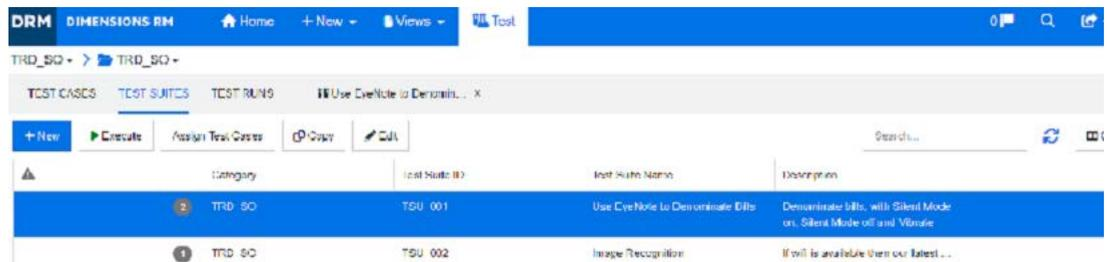 DRM DIMENSIONS RM Home + New Views Test 0
TRD_SO > TRD_SO
TEST CASES TEST SUITES TEST RUNS Use EyeNote to Denomin... x
+ New Execute Assign Test Cases Copy Edit Search...
Category Test Suite ID Test Suite Name Description
2 TRD_SO TSU_001 Use EyeNote to Denominate Bills Denominate bills, with Silent Mode
on, Silent Mode off and Vibrate
1 TRD_SO TSU_002 Image Recognition If wifi is available then our latest ...